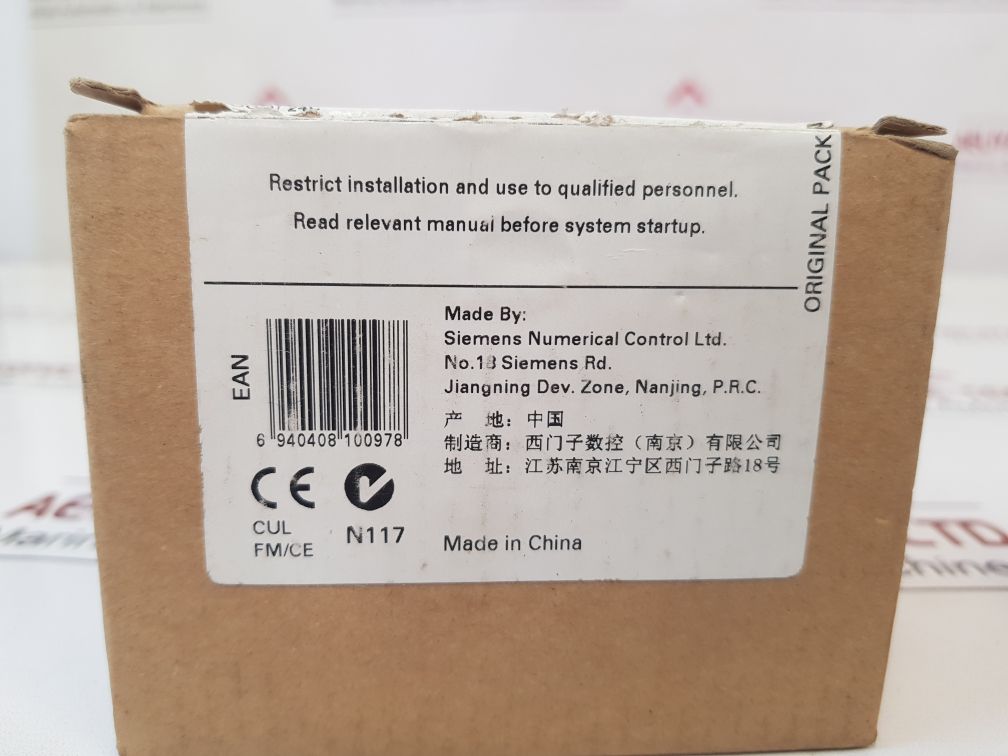 Restrict installation and use to qualified personnel.
Read relevant manual before system startup.
ORIGINAL PACK
EAN
6 940408 100978
Made By:
Siemens Numerical Control Ltd.
No.18 Siemens Rd.
Jiangning Dev. Zone, Nanjing, P.R.C.
产 地：中国
制造商：西门子数控（南京）有限公司
地 址：江苏南京江宁区西门子路18号
CE
CUL
FM/CE
N117
Made in China